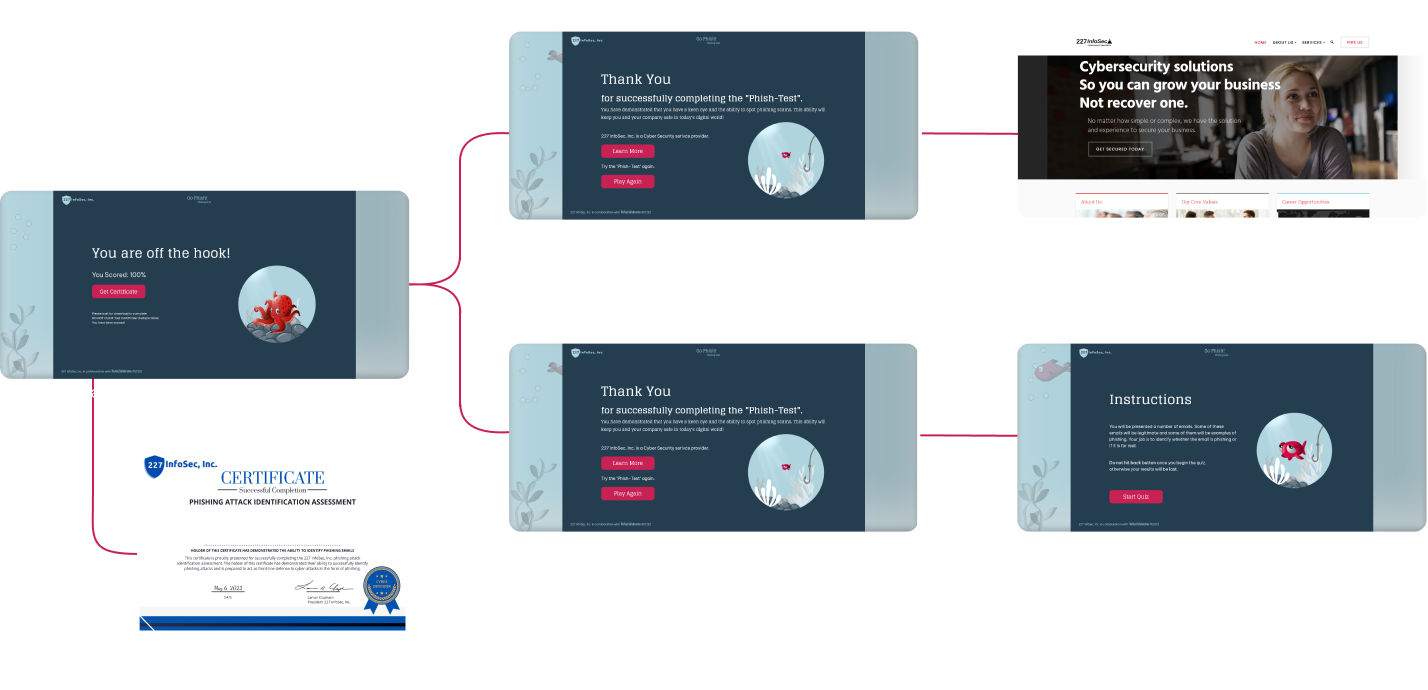 227 InfoSec, Inc.
Go Phish!
You are off the hook!
You Scored: 100%
Get Certificate
Please wait for download to complete.
You have been warned!
227 InfoSec, Inc.
CERTIFICATE
Successful Completion
PHISHING ATTACK IDENTIFICATION ASSESSMENT
HOLDER OF THIS CERTIFICATE HAS DEMONSTRATED THE ABILITY TO IDENTIFY PHISHING EMAILS
This certificate is proudly presented for successfully completing the 227 InfoSec, Inc. phishing attack
identification assessment. The holder of this certificate has demonstrated their ability to successfully identify
phishing attacks and is prepared to act as front-line defense to cyber-attacks in the form of phishing.
May 6, 2022
DATE
President 227 InfoSec, Inc.
CYBER
DEFENDER
227 InfoSec, Inc.
Go Phish!
Thank You
for successfully completing the "Phish-Test".
You have demonstrated that you have a keen eye and the ability to spot phishing scams. This ability will
keep you and your company safe in today's digital world!
227 InfoSec, Inc. is a Cyber Security service provider.
Learn More
Try the "Phish-Test" again.
Play Again
227 InfoSec, Inc. in collaboration with
227 InfoSec
HOME
ABOUT US
SERVICES
HIRE US
Cybersecurity solutions
So you can grow your business
Not recover one.
No matter how simple or complex, we have the solution
and experience to secure your business.
GET SECURED TODAY
About Us
Our Core Values
Career Opportunities
227 InfoSec, Inc.
Go Phish!
Thank You
for successfully completing the "Phish-Test".
You have demonstrated that you have a keen eye and the ability to spot phishing scams. This ability will
keep you and your company safe in today's digital world!
227 InfoSec, Inc. is a Cyber Security service provider.
Learn More
Try the "Phish-Test" again.
Play Again
227 InfoSec, Inc. in collaboration with
227 InfoSec, Inc.
Go Phish!
Instructions
You will be presented a number of emails. Some of these
emails will be legitimate and some of them will be examples of
phishing. Your job is to identify whether the email is phishing or
if it is for real.
Do not hit back button once you begin the quiz,
otherwise your results will be lost.
Start Quiz
227 InfoSec, Inc. in collaboration with